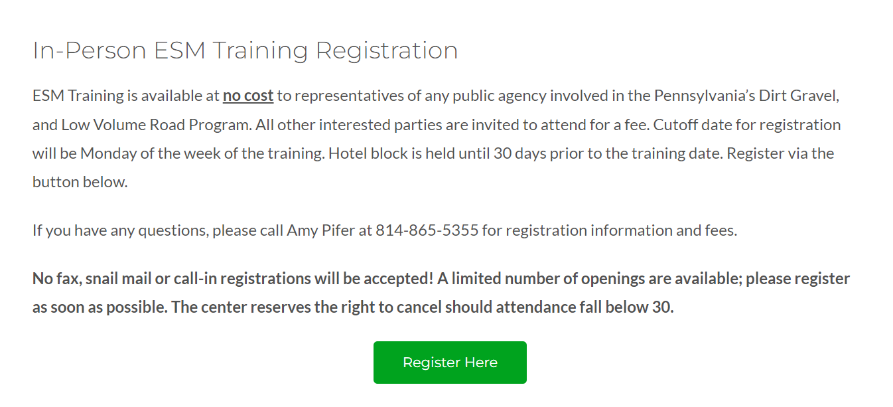 In-Person ESM Training Registration
ESM Training is available at no cost to representatives of any public agency involved in the Pennsylvania's Dirt Gravel,
and Low Volume Road Program. All other interested parties are invited to attend for a fee. Cutoff date for registration
will be Monday of the week of the training. Hotel block is held until 30 days prior to the training date. Register via the
button below.
If you have any questions, please call Amy Pifer at 814-865-5355 for registration information and fees.
No fax, snail mail or call-in registrations will be accepted! A limited number of openings are available; please register
as soon as possible. The center reserves the right to cancel should attendance fall below 30.
Register Here